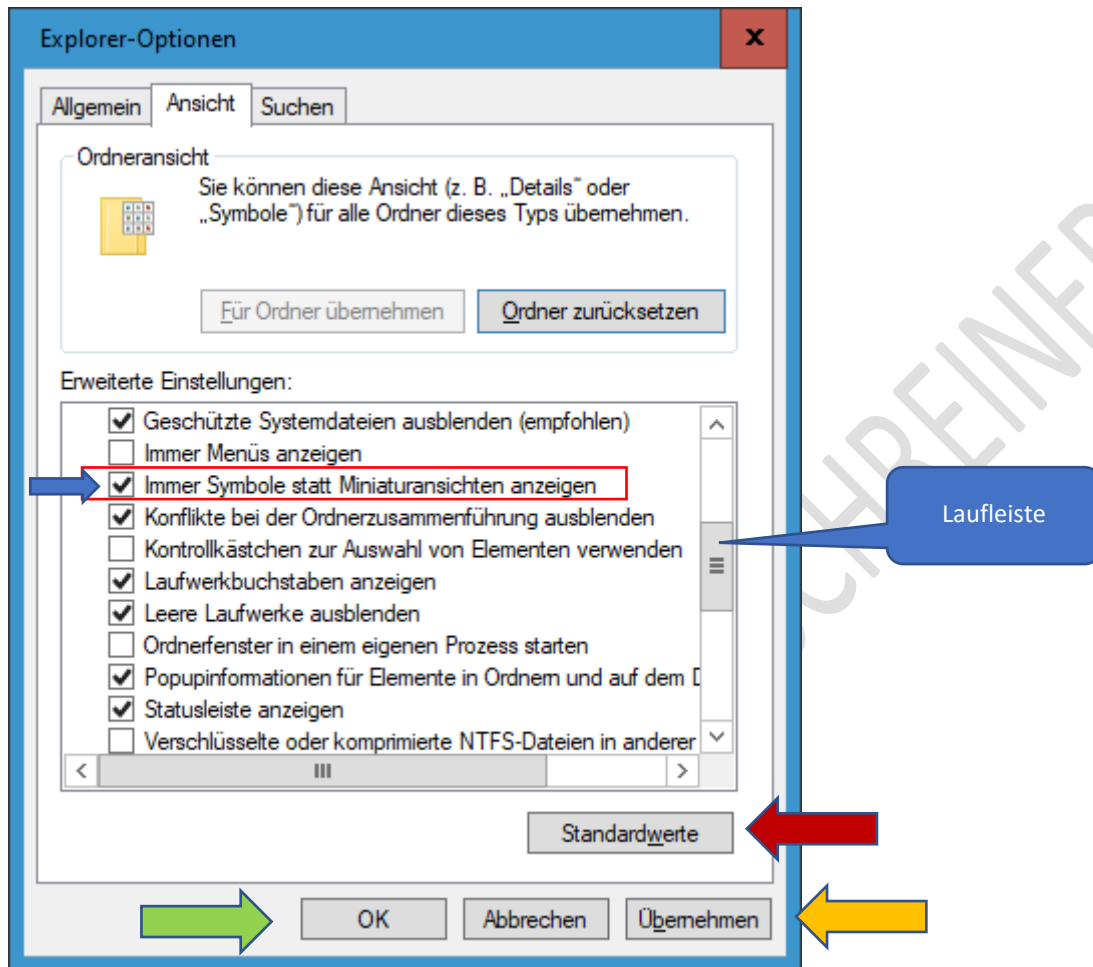 Explorer-Optionen
x
Allgemein Ansicht Suchen
Ordneransicht
Sie können diese Ansicht (z. B. „Details" oder
„Symbole") für alle Ordner dieses Typs übernehmen.
Für Ordner übernehmen Ordner zurücksetzen
Erweiterte Einstellungen:
Geschützte Systemdateien ausblenden (empfohlen)
Immer Menüs anzeigen
Immer Symbole statt Miniaturansichten anzeigen
Konflikte bei der Ordnerzusammenführung ausblenden
Laufleiste
Kontrollkästchen zur Auswahl von Elementen verwenden
Laufwerkbuchstaben anzeigen
Leere Laufwerke ausblenden
Ordnerfenster in einem eigenen Prozess starten
Popupinformationen für Elemente in Ordnern und auf dem
Statusleiste anzeigen
Verschlüsselte oder komprimierte NTFS-Dateien in anderer
Standardwerte
OK Abbrechen Übernehmen